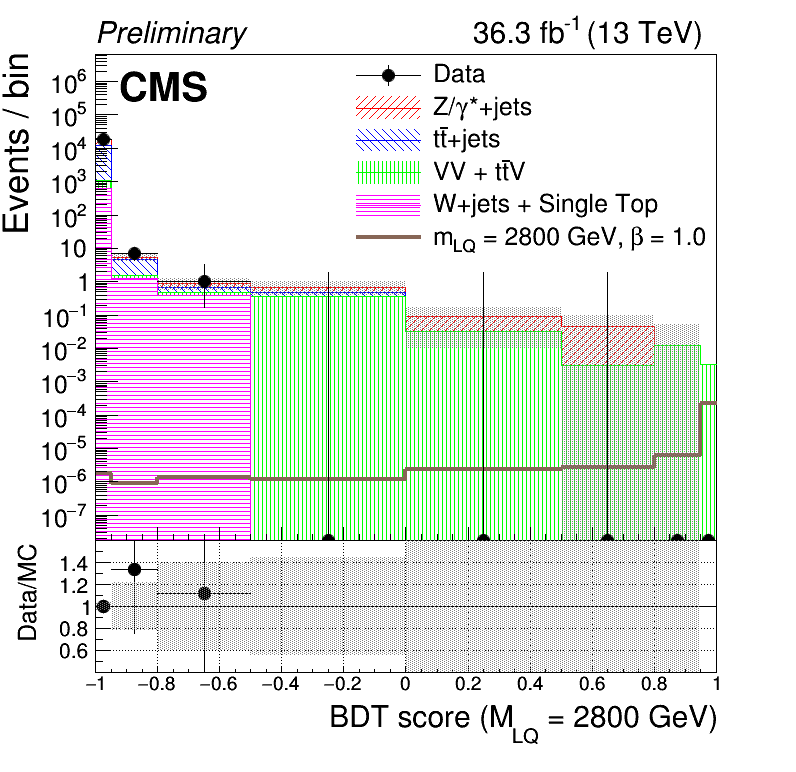 Preliminary 36.3 fb⁻¹ (13 TeV)
CMS
Events / bin
Data
Z/γ*+jets
tt̄+jets
VV + tt̄V
W+jets + Single Top
m_LQ = 2800 GeV, β = 1.0
10⁶
10⁵
10⁴
10³
10²
10
1
10⁻¹
10⁻²
10⁻³
10⁻⁴
10⁻⁵
10⁻⁶
10⁻⁷
Data/MC
1.4
1.2
1
0.8
0.6
−1 −0.8 −0.6 −0.4 −0.2 0 0.2 0.4 0.6 0.8 1
BDT score (M_LQ = 2800 GeV)